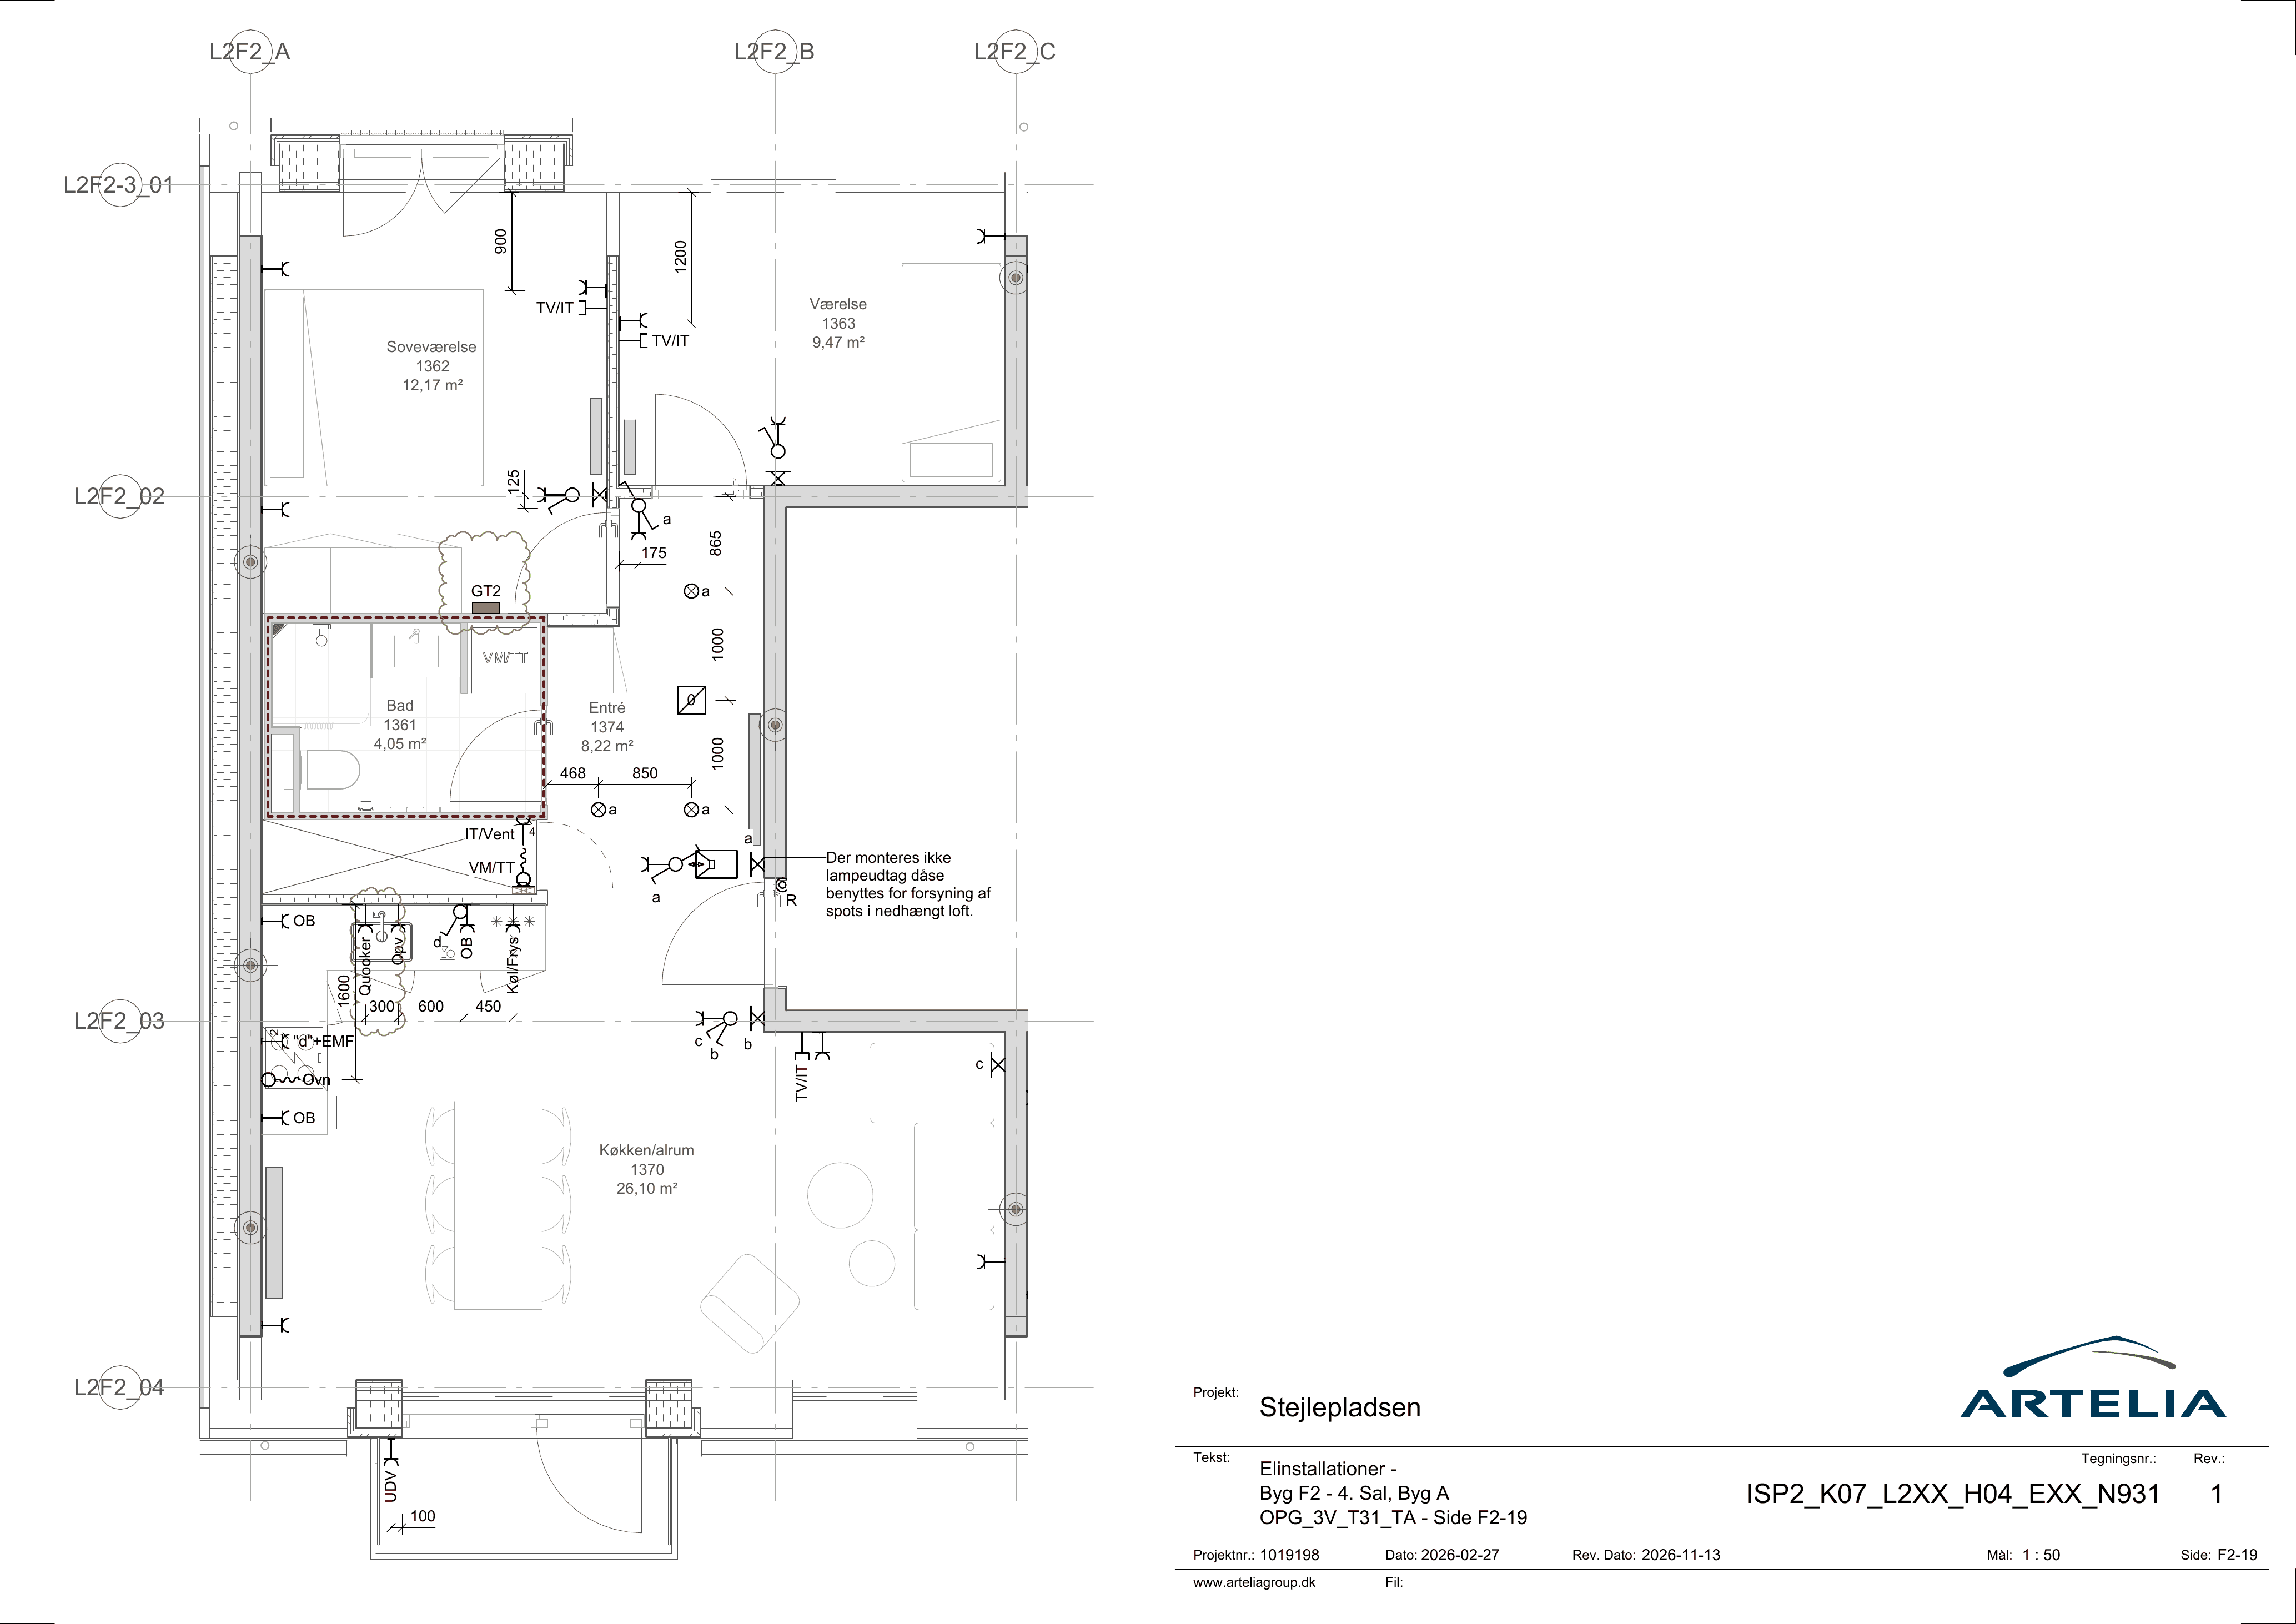 L2F2_A
L2F2_B
L2F2_C
L2F2-3_01
900
1200
TV/IT
TV/IT
Værelse
1363
9,47 m²
Soveværelse
1362
12,17 m²
125
L2F2_02
a
175
865
GT2
a
1000
VM/TT
0
Bad
1361
4,05 m²
Entré
1374
8,22 m²
1000
468
850
a
a
IT/Vent
4
a
VM/TT
Der monteres ikke
lampeudtag dåse
benyttes for forsyning af
spots i nedhængt loft.
a
R
OB
Quooker
Opv
d
OB
Køl/Frys
1600
300
600
450
L2F2_03
c
b
b
2
"d"+EMF
TV/IT
c
Ovn
OB
Køkken/alrum
1370
26,10 m²
L2F2_04
UDV
100
ARTELIA
Projekt:
Stejlepladsen
Tekst:
Elinstallationer -
Byg F2 - 4. Sal, Byg A
OPG_3V_T31_TA - Side F2-19
Tegningsnr.:
Rev.:
ISP2_K07_L2XX_H04_EXX_N931
1
Projektnr.: 1019198
Dato: 2026-02-27
Rev. Dato: 2026-11-13
Mål: 1 : 50
Side: F2-19
www.arteliagroup.dk
Fil: